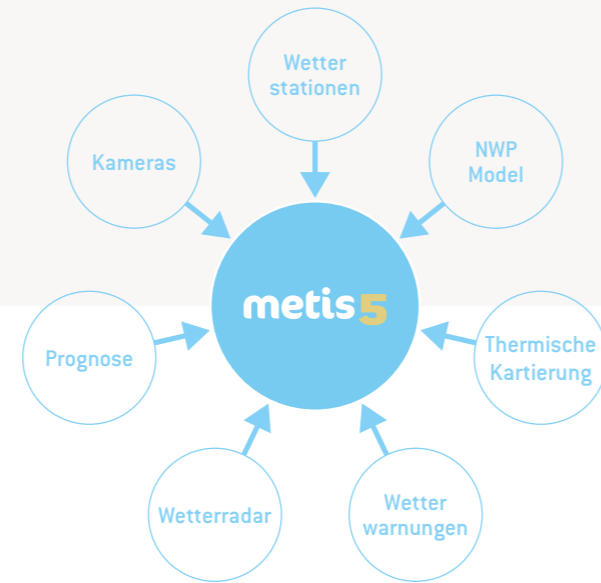 Wetter
stationen
Kameras
NWP
Model
metis5
Prognose
Thermische
Kartierung
Wetterradar
Wetter
warnungen